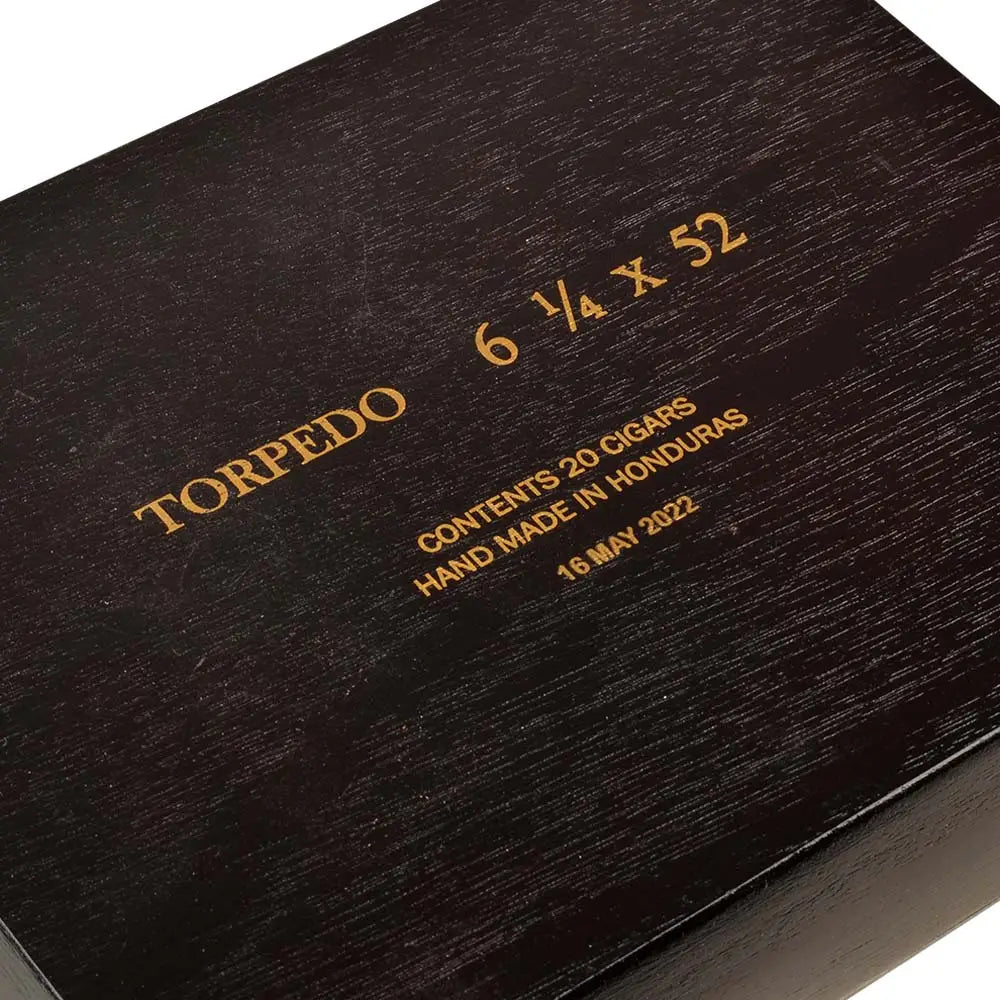 TORPEDO 6 ¼ X 52
CONTENTS 20 CIGARS
HAND MADE IN HONDURAS
16 MAY 2022